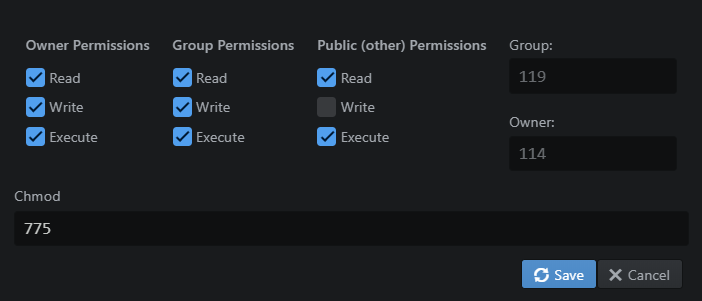 Owner Permissions Group Permissions Public (other) Permissions Group:
Read Read Read 119
Write Write Write
Owner:
Execute Execute Execute 114
Chmod
775
Save Cancel